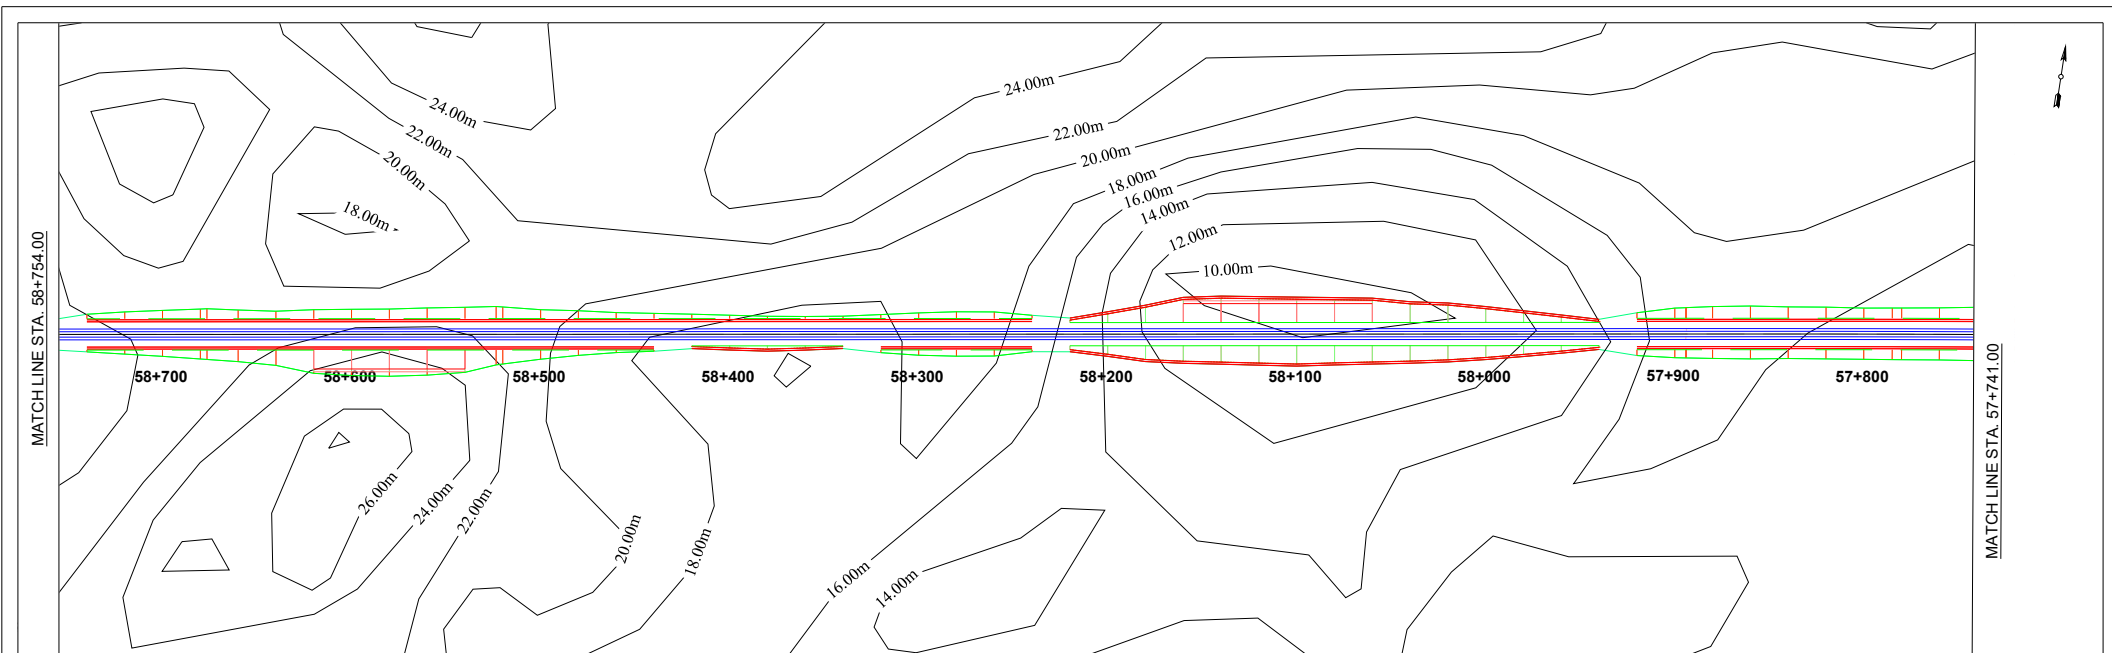 24.00m
24.00m
22.00m
22.00m
20.00m
20.00m
18.00m
16.00m
14.00m
18.00m
12.00m
10.00m
MATCH LINE STA. 58+754.00
58+700
58+600
58+500
58+400
58+300
58+200
58+100
58+000
57+900
57+800
MATCH LINE STA. 57+741.00
26.00m
24.00m
22.00m
20.00m
18.00m
16.00m
14.00m